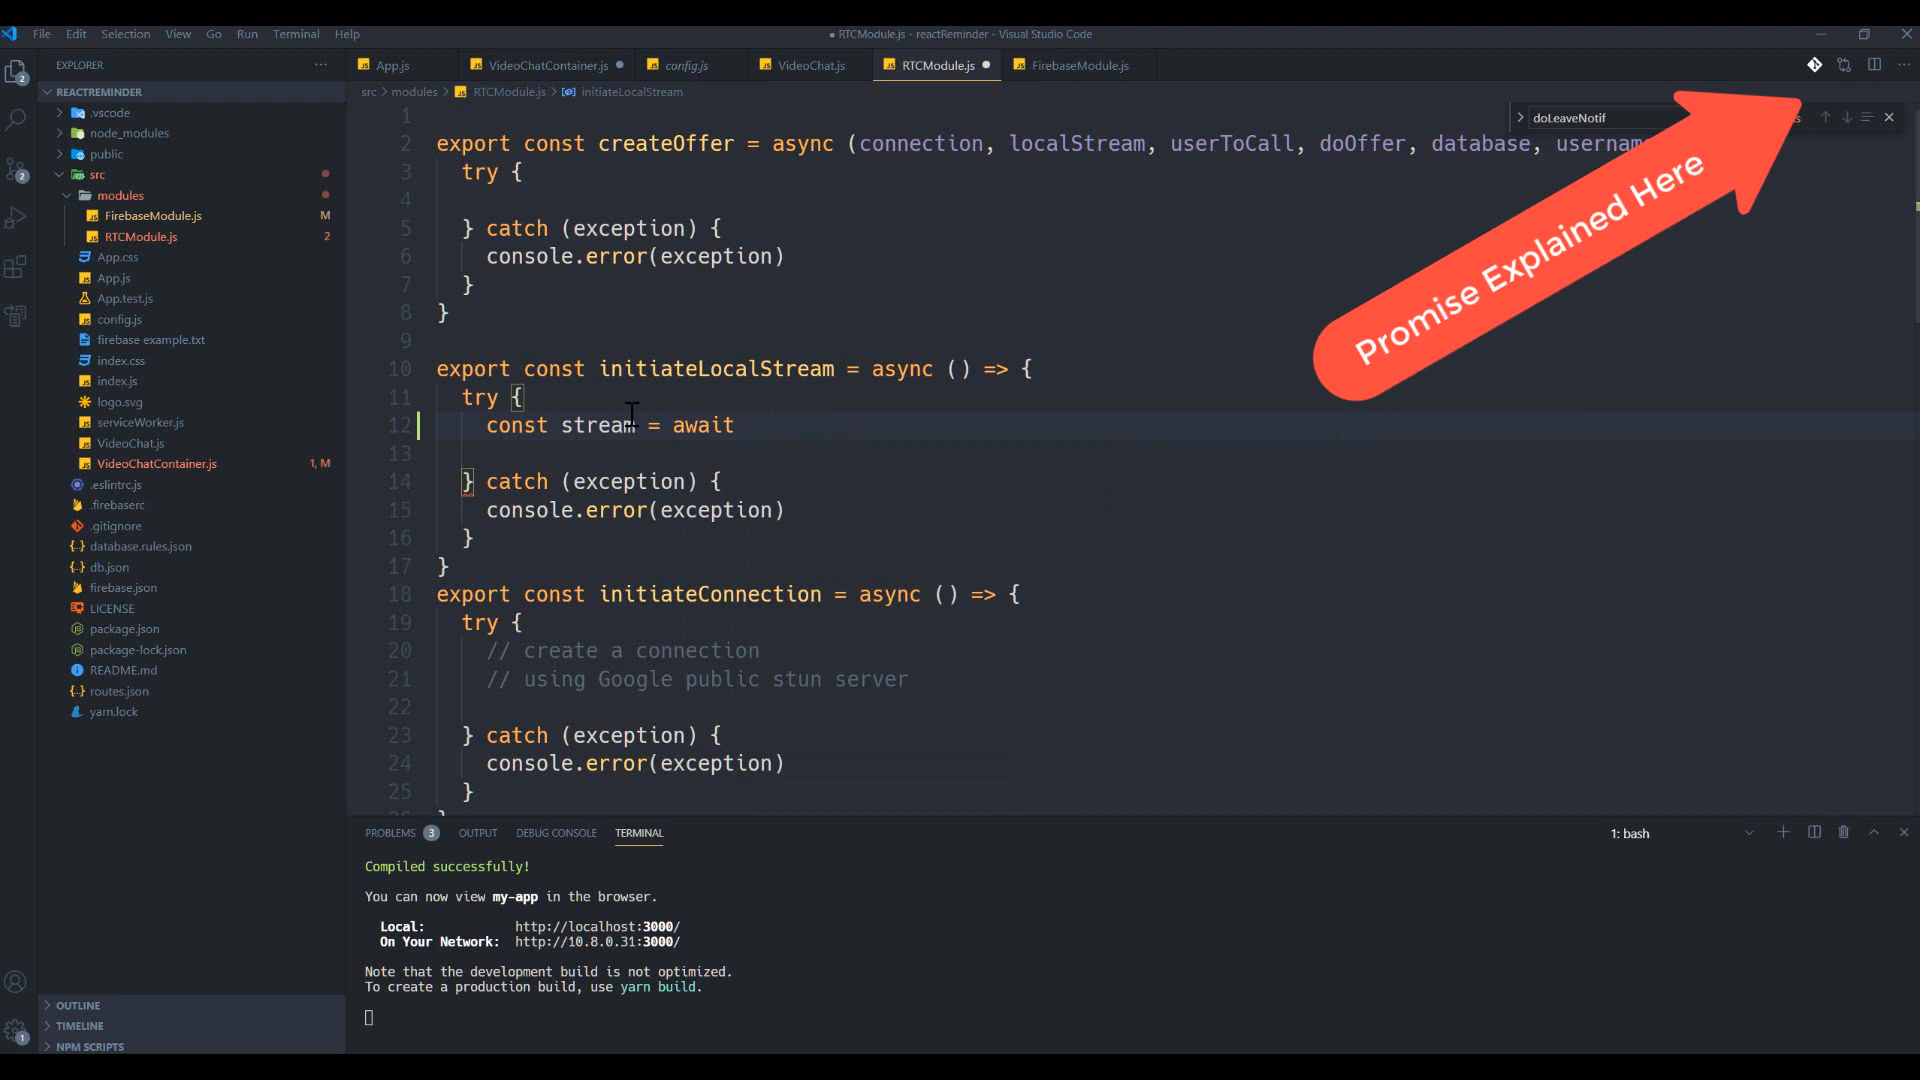 File Edit Selection View Go Run Terminal Help
● RTCModule.js - reactReminder - Visual Studio Code
EXPLORER
App.js
VideoChatContainer.js
config.js
VideoChat.js
RTCModule.js
FirebaseModule.js
src > modules > RTCModule.js > initiateLocalStream
doLeaveNotif
REACTREMINDER
.vscode
node_modules
public
src
modules
FirebaseModule.js M
RTCModule.js 2
App.css
App.js
App.test.js
config.js
firebase example.txt
index.css
index.js
logo.svg
serviceWorker.js
VideoChat.js
VideoChatContainer.js 1, M
.eslintrc.js
.firebaserc
.gitignore
database.rules.json
db.json
firebase.json
LICENSE
package.json
package-lock.json
README.md
routes.json
yarn.lock
OUTLINE
TIMELINE
NPM SCRIPTS
2
2
1
1
2 export const createOffer = async (connection, localStream, userToCall, doOffer, database, usernam
3 try {
4
5 } catch (exception) {
6 console.error(exception)
7 }
8 }
9
10 export const initiateLocalStream = async () => {
11 try {
12 const stream = await
13
14 } catch (exception) {
15 console.error(exception)
16 }
17 }
18 export const initiateConnection = async () => {
19 try {
20 // create a connection
21 // using Google public stun server
22
23 } catch (exception) {
24 console.error(exception)
25 }
Promise Explained Here
PROBLEMS 3 OUTPUT DEBUG CONSOLE TERMINAL
1: bash
Compiled successfully!
You can now view my-app in the browser.
Local: http://localhost:3000/
On Your Network: http://10.8.0.31:3000/
Note that the development build is not optimized.
To create a production build, use yarn build.